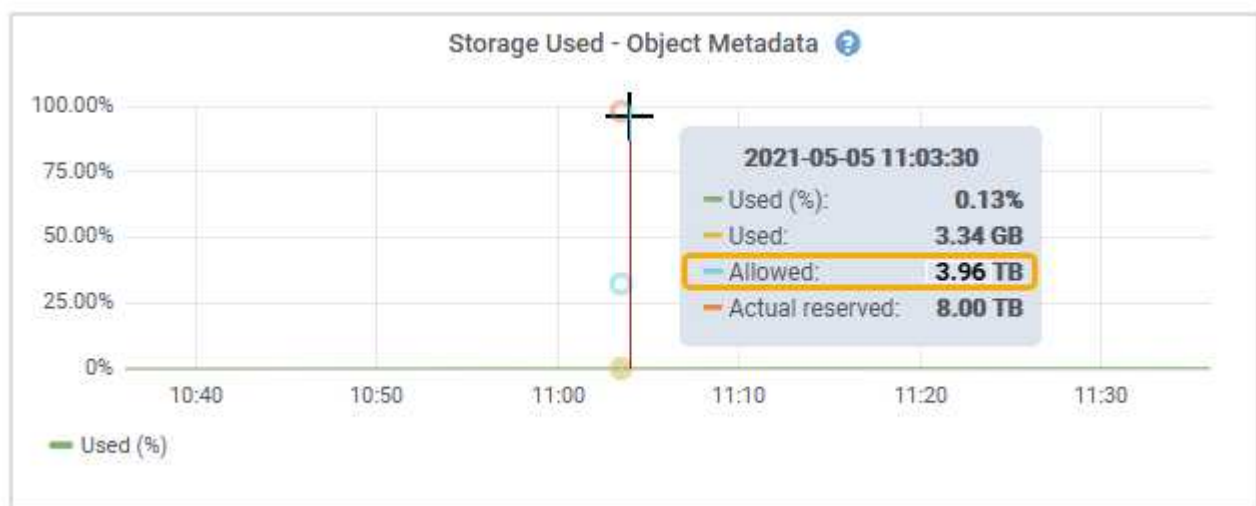 Storage Used - Object Metadata ?
100.00%
75.00%
50.00%
25.00%
0%
10:40 10:50 11:00 11:10 11:20 11:30
2021-05-05 11:03:30
Used (%): 0.13%
Used: 3.34 GB
Allowed: 3.96 TB
Actual reserved: 8.00 TB
Used (%)